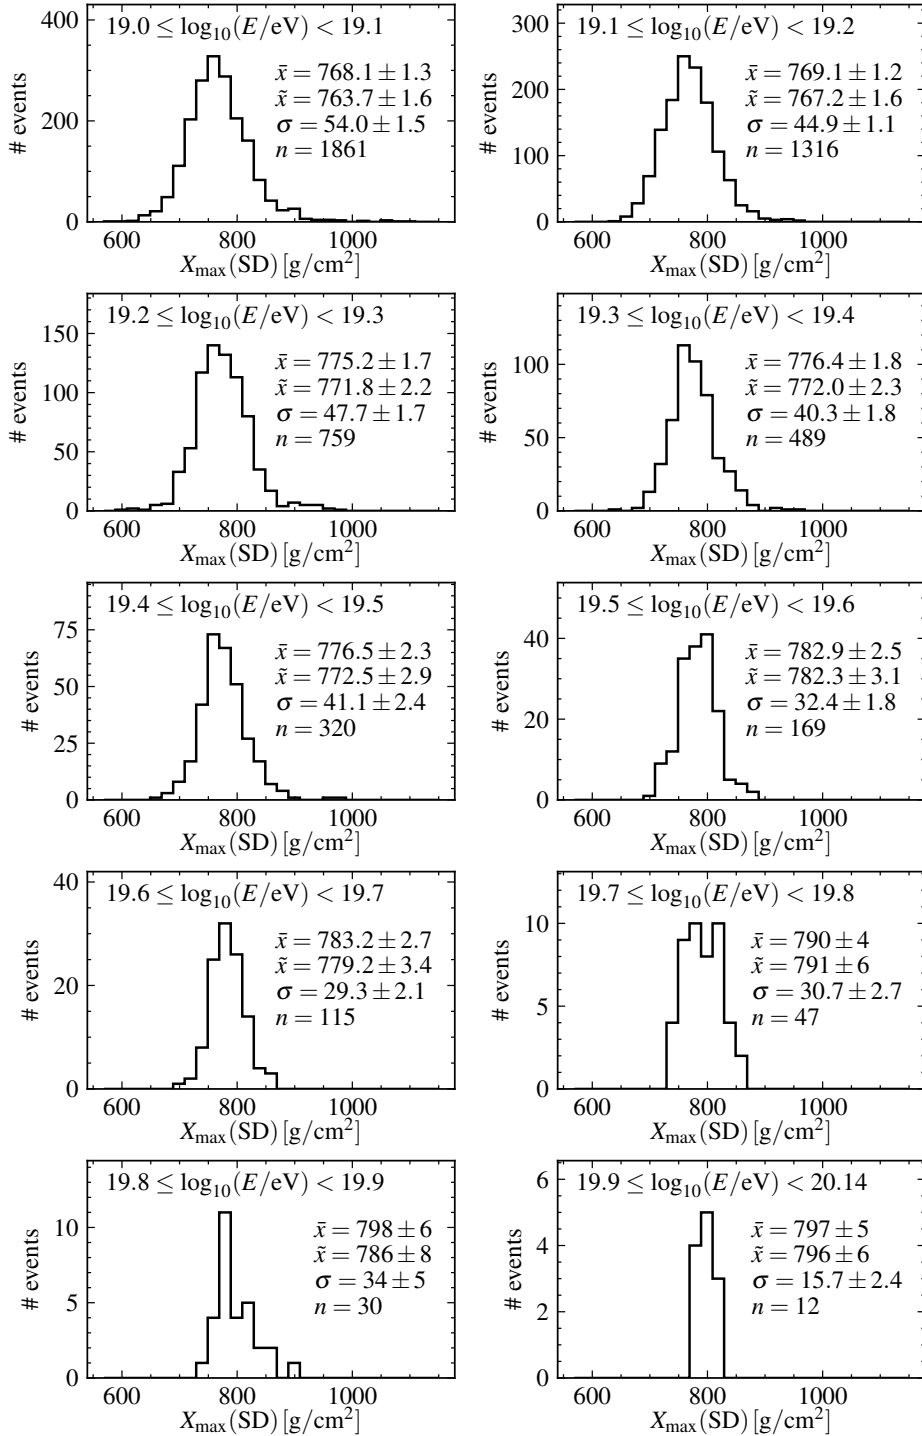 19.0 ≤ log₁₀(E/eV) < 19.1
x̄ = 768.1 ± 1.3
x̃ = 763.7 ± 1.6
σ = 54.0 ± 1.5
n = 1861
# events
400
200
0
600 800 1000
Xmax(SD) [g/cm²]
19.1 ≤ log₁₀(E/eV) < 19.2
x̄ = 769.1 ± 1.2
x̃ = 767.2 ± 1.6
σ = 44.9 ± 1.1
n = 1316
# events
300
200
100
0
600 800 1000
Xmax(SD) [g/cm²]
19.2 ≤ log₁₀(E/eV) < 19.3
x̄ = 775.2 ± 1.7
x̃ = 771.8 ± 2.2
σ = 47.7 ± 1.7
n = 759
# events
150
100
50
0
600 800 1000
Xmax(SD) [g/cm²]
19.3 ≤ log₁₀(E/eV) < 19.4
x̄ = 776.4 ± 1.8
x̃ = 772.0 ± 2.3
σ = 40.3 ± 1.8
n = 489
# events
100
50
0
600 800 1000
Xmax(SD) [g/cm²]
19.4 ≤ log₁₀(E/eV) < 19.5
x̄ = 776.5 ± 2.3
x̃ = 772.5 ± 2.9
σ = 41.1 ± 2.4
n = 320
# events
75
50
25
0
600 800 1000
Xmax(SD) [g/cm²]
19.5 ≤ log₁₀(E/eV) < 19.6
x̄ = 782.9 ± 2.5
x̃ = 782.3 ± 3.1
σ = 32.4 ± 1.8
n = 169
# events
40
20
0
600 800 1000
Xmax(SD) [g/cm²]
19.6 ≤ log₁₀(E/eV) < 19.7
x̄ = 783.2 ± 2.7
x̃ = 779.2 ± 3.4
σ = 29.3 ± 2.1
n = 115
# events
40
20
0
600 800 1000
Xmax(SD) [g/cm²]
19.7 ≤ log₁₀(E/eV) < 19.8
x̄ = 790 ± 4
x̃ = 791 ± 6
σ = 30.7 ± 2.7
n = 47
# events
10
5
0
600 800 1000
Xmax(SD) [g/cm²]
19.8 ≤ log₁₀(E/eV) < 19.9
x̄ = 798 ± 6
x̃ = 786 ± 8
σ = 34 ± 5
n = 30
# events
10
5
0
600 800 1000
Xmax(SD) [g/cm²]
19.9 ≤ log₁₀(E/eV) < 20.14
x̄ = 797 ± 5
x̃ = 796 ± 6
σ = 15.7 ± 2.4
n = 12
# events
6
4
2
0
600 800 1000
Xmax(SD) [g/cm²]